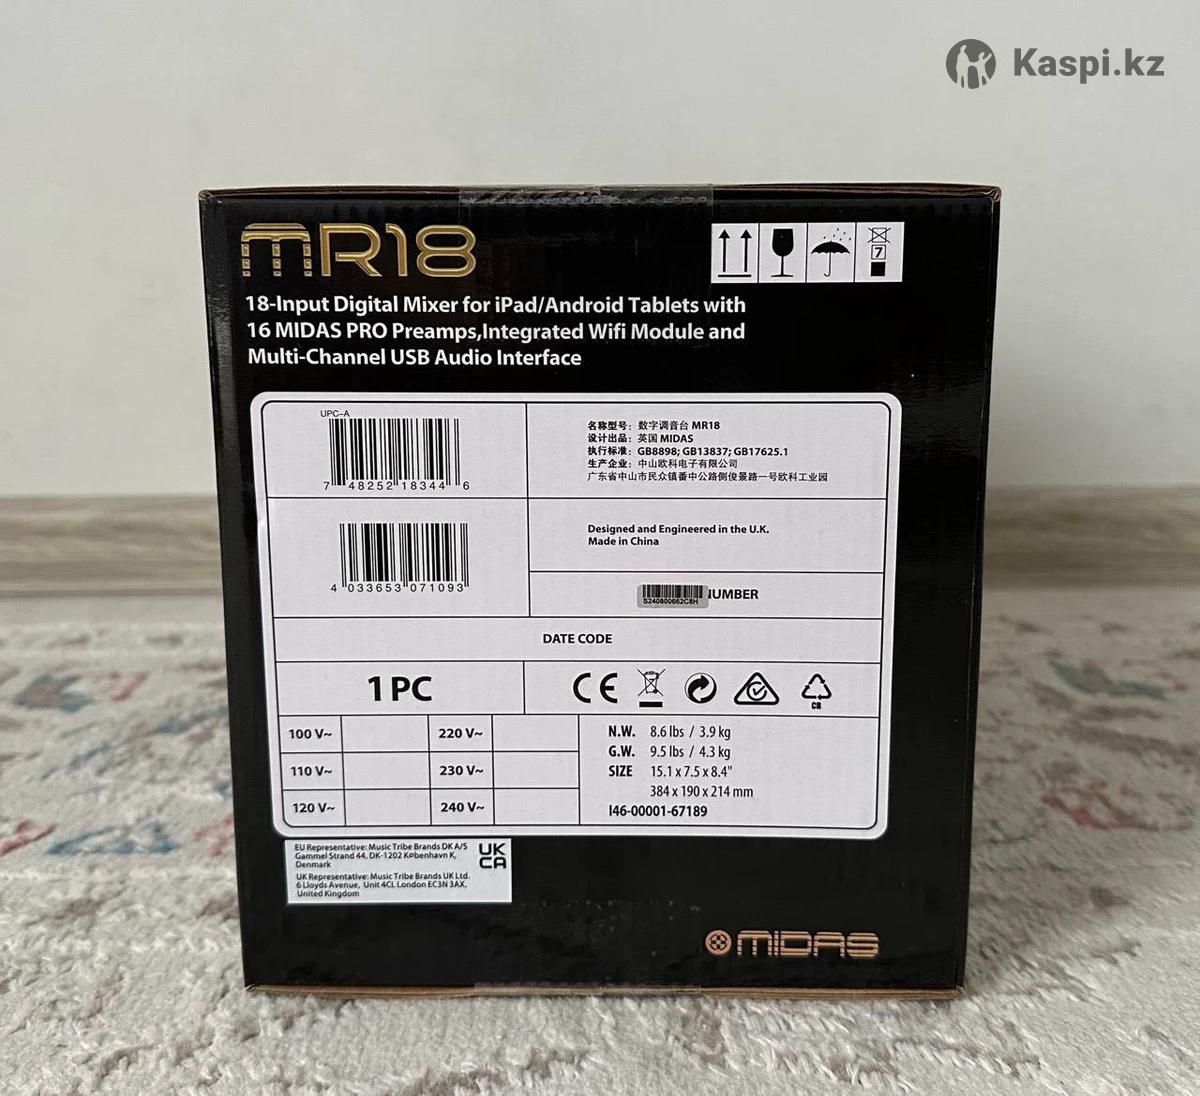 Kaspi.kz
MR18
7
18-Input Digital Mixer for iPad/Android Tablets with
16 MIDAS PRO Preamps,Integrated Wifi Module and
Multi-Channel USB Audio Interface
UPC-A
7 48252 18344 6
名称型号: 数字调音台 MR18
设计出品: 英国 MIDAS
执行标准: GB8898; GB13837; GB17625.1
生产企业: 中山欧科电子有限公司
广东省中山市民众镇番中公路侧俊景路一号欧科工业园
4 033653 071093
Designed and Engineered in the U.K.
Made in China
S240800662C8H
NUMBER
DATE CODE
1 PC
CE
CB
100 V~
220 V~
110 V~
230 V~
120 V~
240 V~
N.W. 8.6 lbs / 3.9 kg
G.W. 9.5 lbs / 4.3 kg
SIZE 15.1 x 7.5 x 8.4"
384 x 190 x 214 mm
I46-00001-67189
EU Representative: Music Tribe Brands DK A/S
Gammel Strand 44, DK-1202 København K,
Denmark
UK Representative: Music Tribe Brands UK Ltd.
6 Lloyds Avenue, Unit 4CL London EC3N 3AX,
United Kingdom
UK
CA
MIDAS